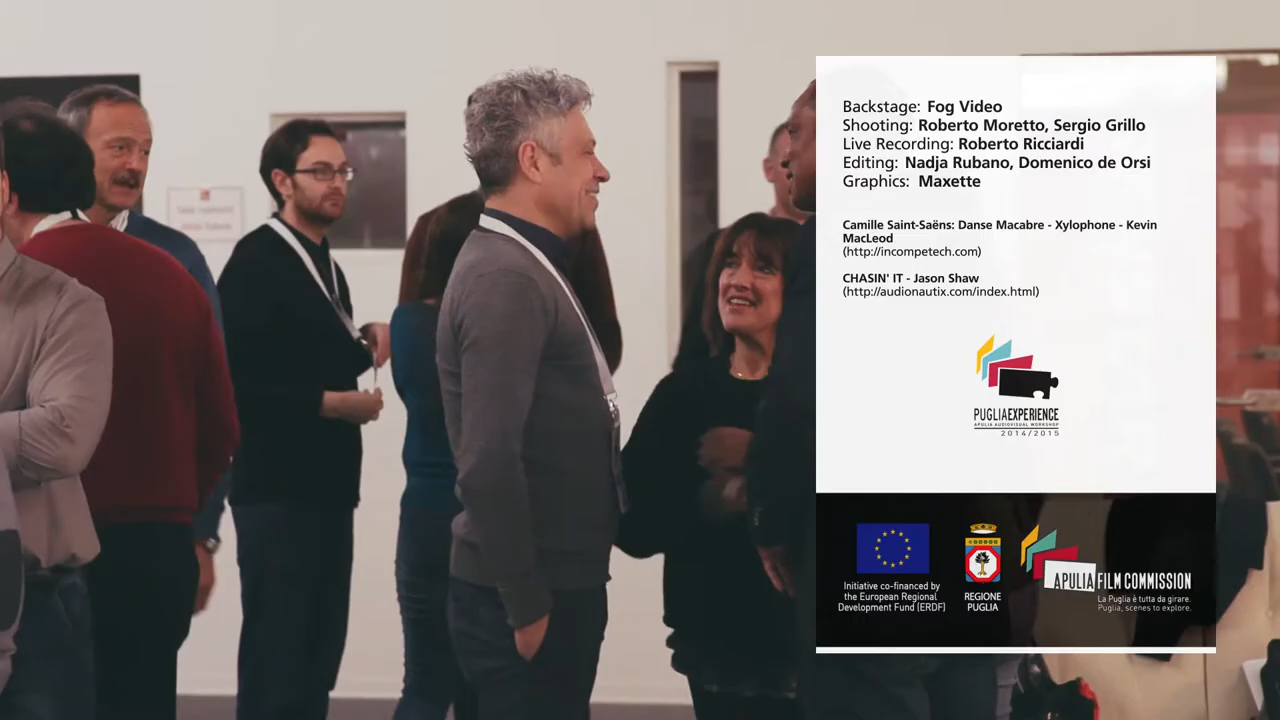 Backstage: Fog Video
Shooting: Roberto Moretto, Sergio Grillo
Live Recording: Roberto Ricciardi
Editing: Nadja Rubano, Domenico de Orsi
Graphics: Maxette
Camille Saint-Saëns: Danse Macabre - Xylophone - Kevin
MacLeod
(http://incompetech.com)
CHASIN' IT - Jason Shaw
(http://audionautix.com/index.html)
PUGLIAEXPERIENCE
APULIA AUDIOVISUAL WORKSHOP
2014/2015
Initiative co-financed by
the European Regional
Development Fund (ERDF)
REGIONE
PUGLIA
APULIA FILM COMMISSION
La Puglia è tutta da girare.
Puglia, scenes to explore.